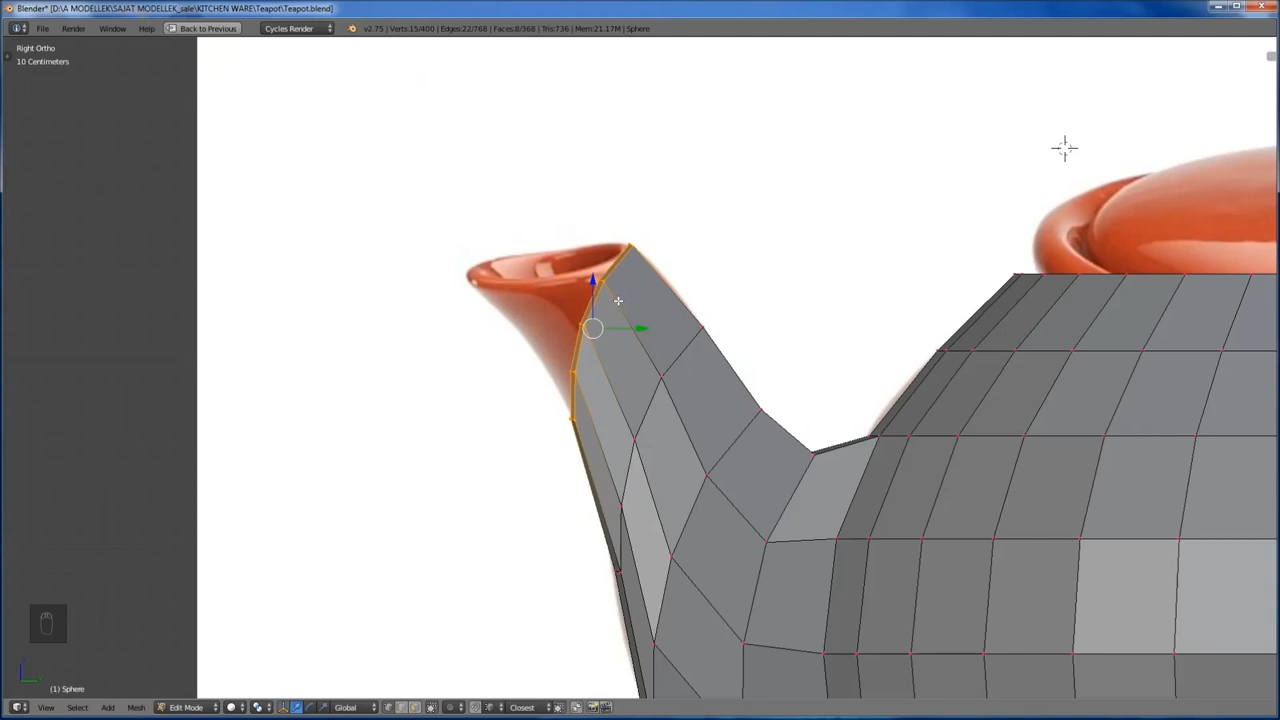 Blender* [D:\A MODELLEK\SAJAT MODELLEK_sale\KITCHEN WARE\Teapot\Teapot.blend]
File Render Window Help Back to Previous Cycles Render v2.75 | Verts:15/400 | Edges:22/768 | Faces:8/368 | Tris:736 | Mem:21.17M | Sphere
Right Ortho
10 Centimeters
(1) Sphere
View Select Add Mesh Edit Mode Global Closest